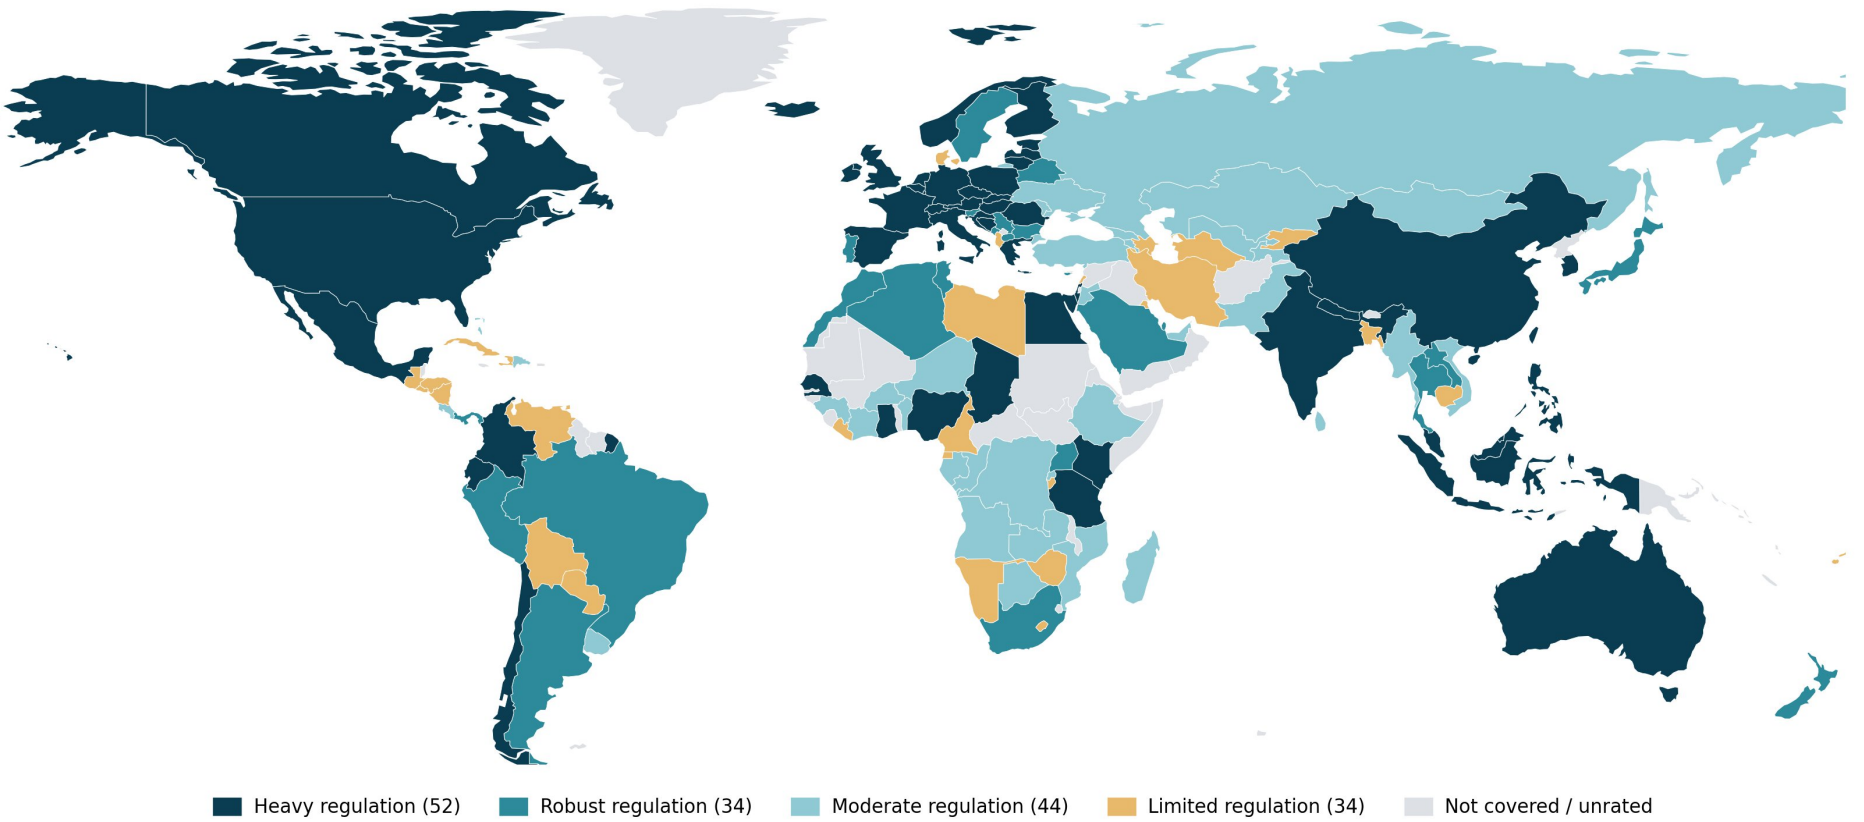 Heavy regulation (52)
Robust regulation (34)
Moderate regulation (44)
Limited regulation (34)
Not covered / unrated